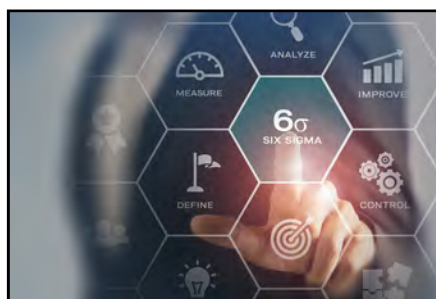 ANALYZE
MEASURE
IMPROVE
6σ
SIX SIGMA
DEFINE
CONTROL